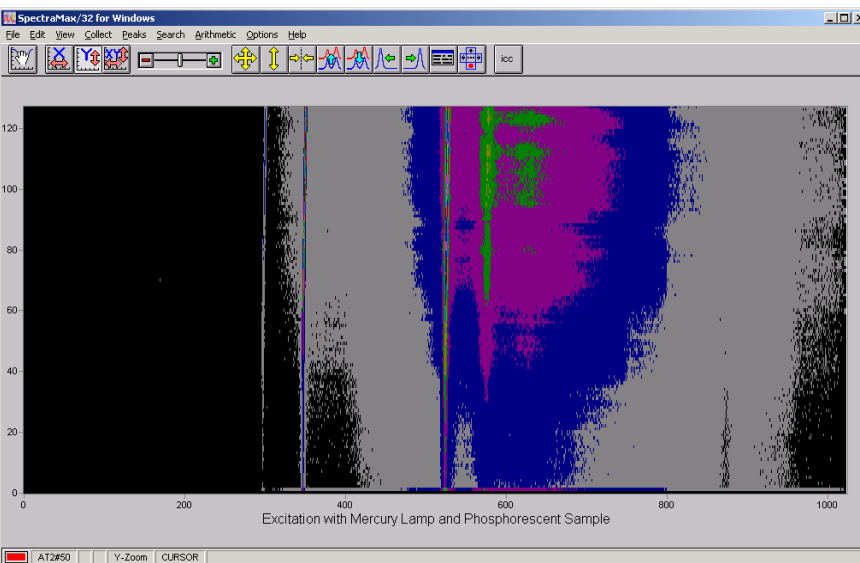 SpectraMax/32 for Windows
File Edit View Collect Peaks Search Arithmetic Options Help
X Y XY icc
120
100
80
60
40
20
0
0 200 400 600 800 1000
Excitation with Mercury Lamp and Phosphorescent Sample
AT2#50 Y-Zoom CURSOR